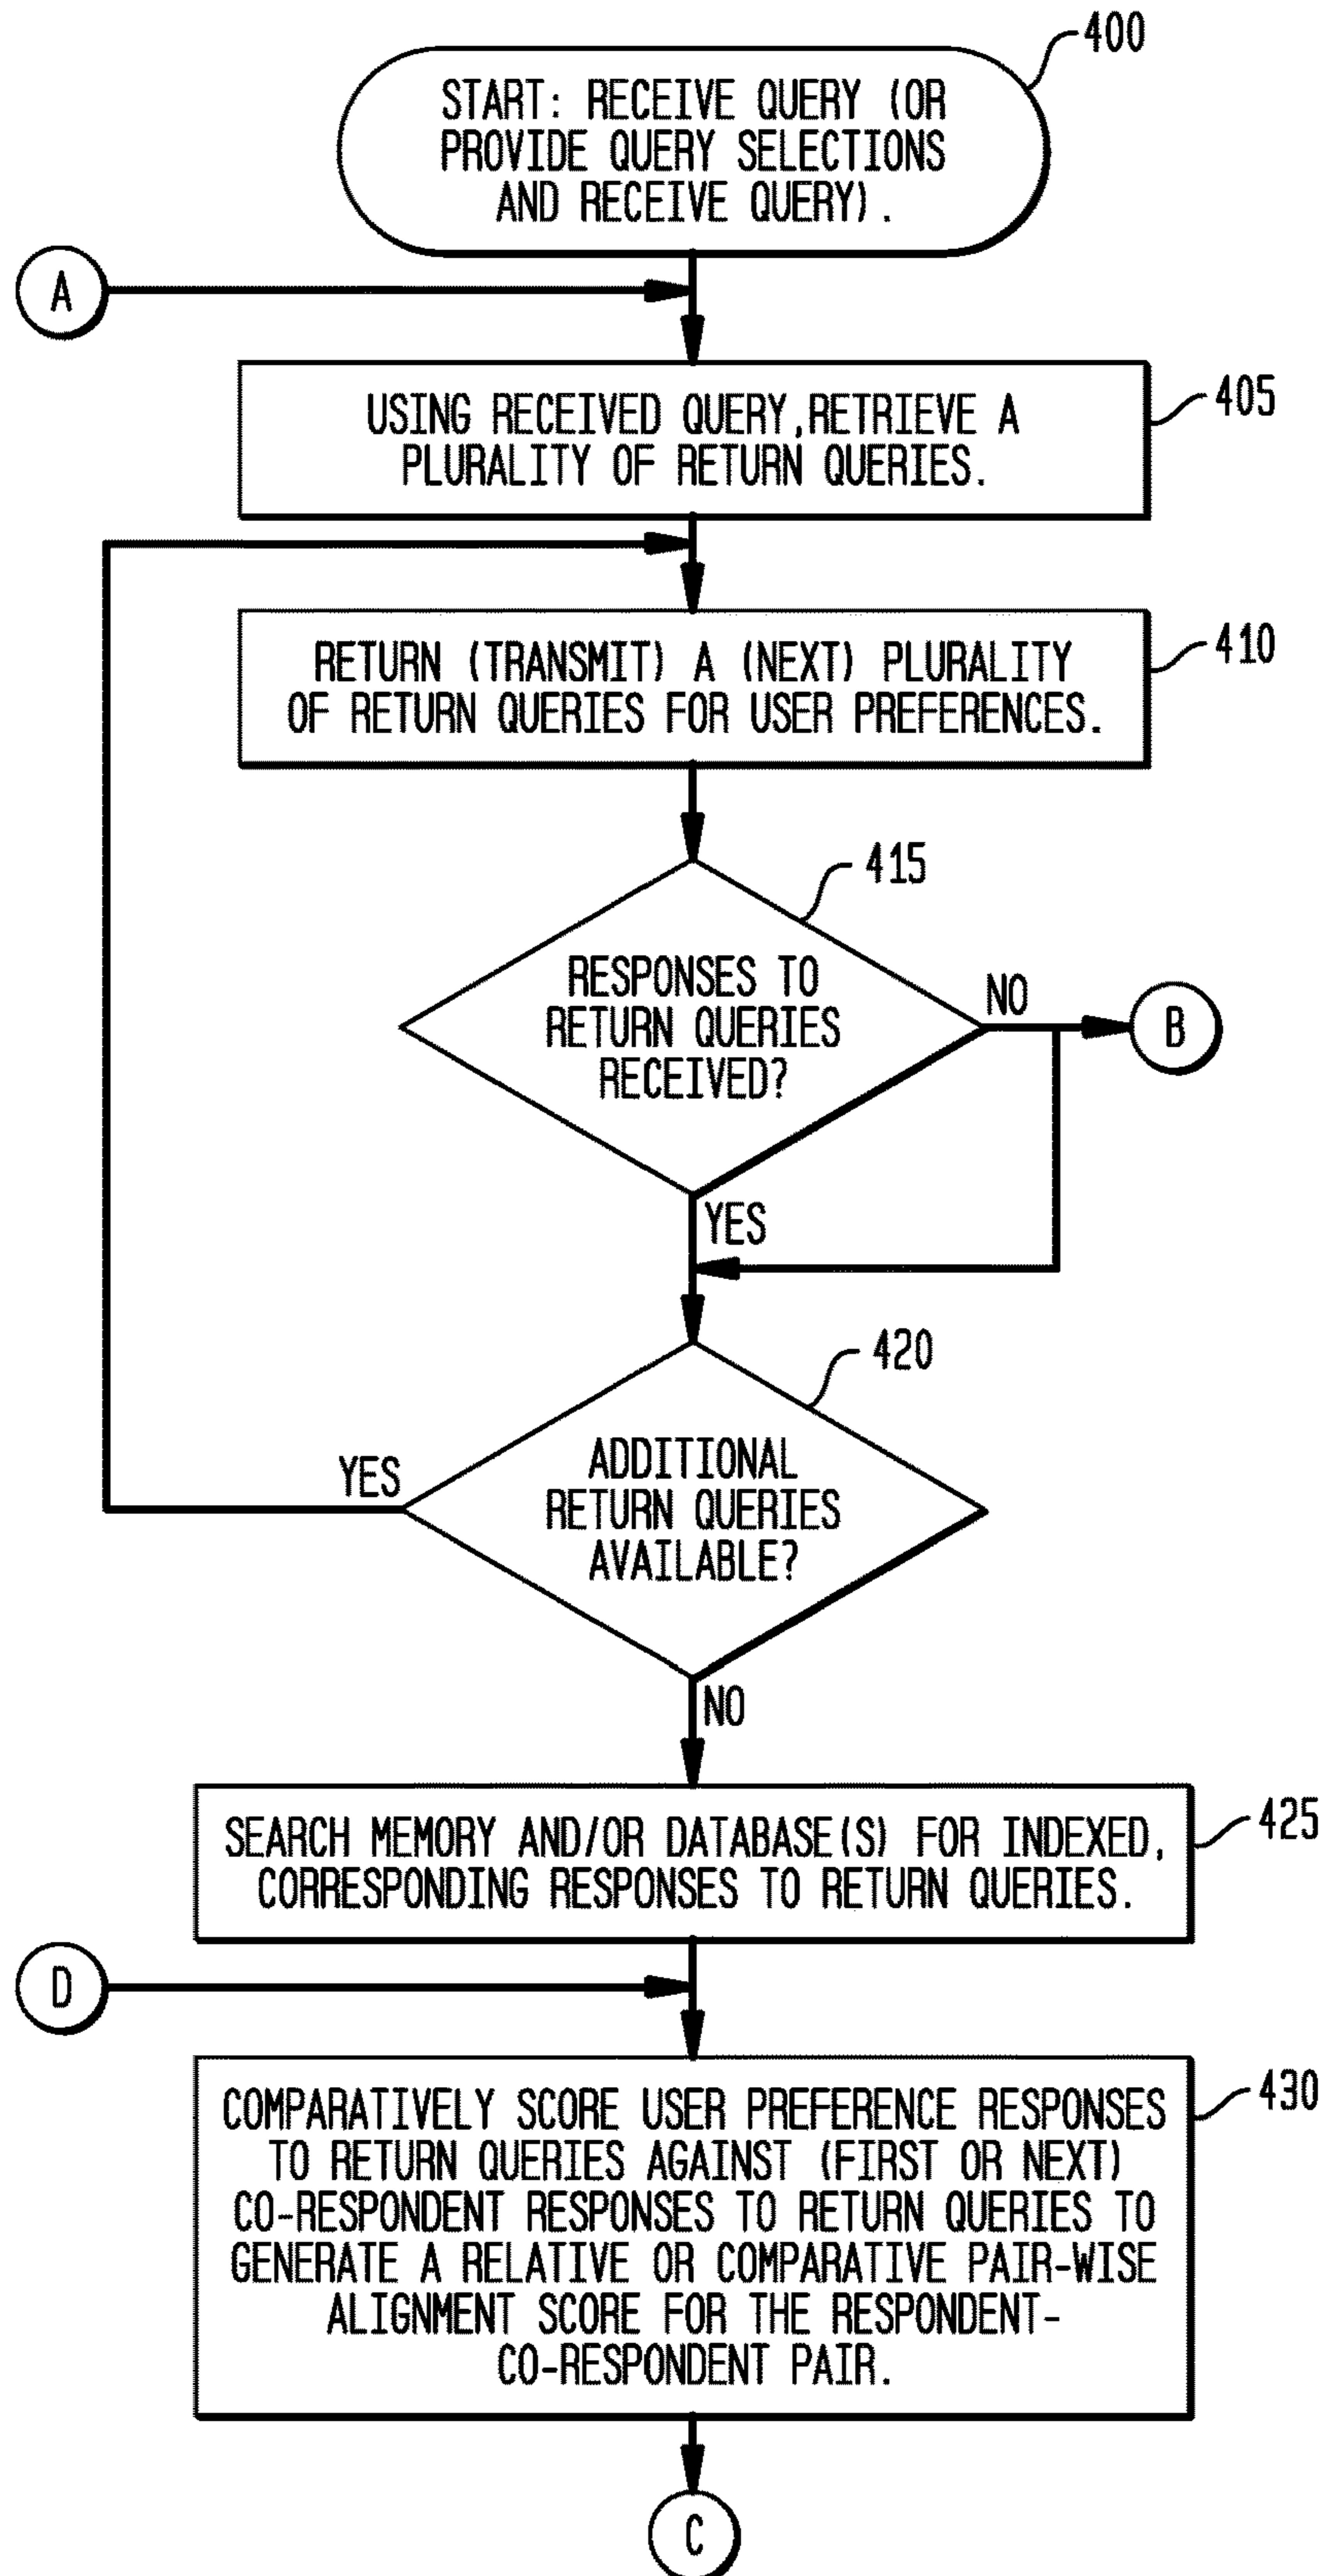 400
START: RECEIVE QUERY (OR
PROVIDE QUERY SELECTIONS
AND RECEIVE QUERY).
A
USING RECEIVED QUERY,RETRIEVE A
PLURALITY OF RETURN QUERIES.
405
RETURN (TRANSMIT) A (NEXT) PLURALITY
OF RETURN QUERIES FOR USER PREFERENCES.
410
415
RESPONSES TO
RETURN QUERIES
RECEIVED?
NO
B
YES
420
ADDITIONAL
RETURN QUERIES
AVAILABLE?
YES
NO
SEARCH MEMORY AND/OR DATABASE(S) FOR INDEXED,
CORRESPONDING RESPONSES TO RETURN QUERIES.
425
D
COMPARATIVELY SCORE USER PREFERENCE RESPONSES
TO RETURN QUERIES AGAINST (FIRST OR NEXT)
CO-RESPONDENT RESPONSES TO RETURN QUERIES TO
GENERATE A RELATIVE OR COMPARATIVE PAIR-WISE
ALIGNMENT SCORE FOR THE RESPONDENT-
CO-RESPONDENT PAIR.
430
C